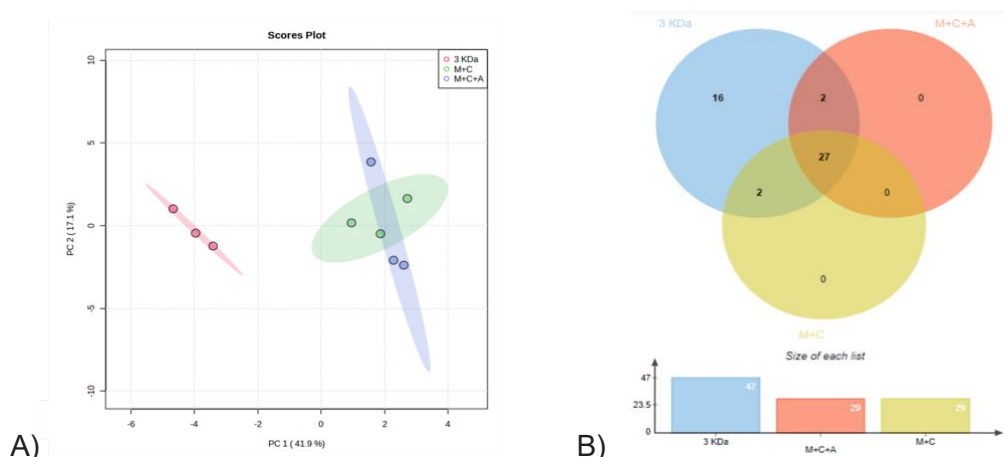 Scores Plot
3 KDa
M+C
M+C+A
10
5
0
-5
-10
PC 2 ( 17.1 %)
-6
-4
-2
0
2
4
PC 1 ( 41.9 %)
A)
3 KDa
M+C+A
16
2
0
27
2
0
0
M+C
Size of each list
47
23.5
0
47
29
29
3 KDa
M+C+A
M+C
B)